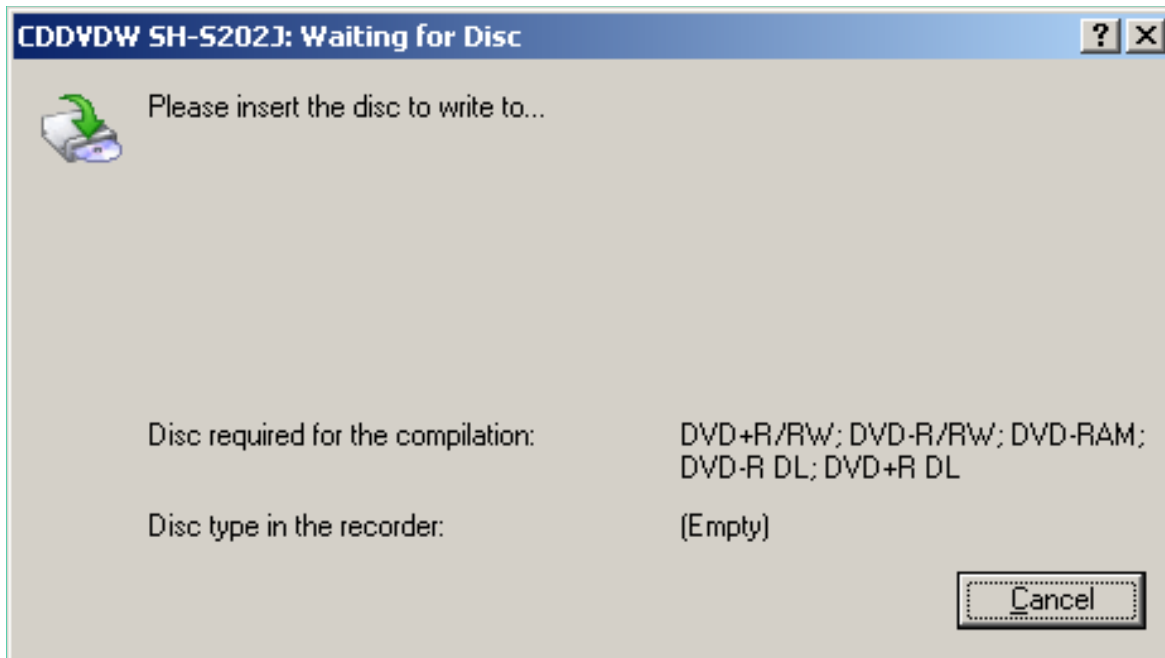 CDDVDW SH-S202J: Waiting for Disc
Please insert the disc to write to...
Disc required for the compilation: DVD+R/RW; DVD-R/RW; DVD-RAM;
DVD-R DL; DVD+R DL
Disc type in the recorder: (Empty)
Cancel